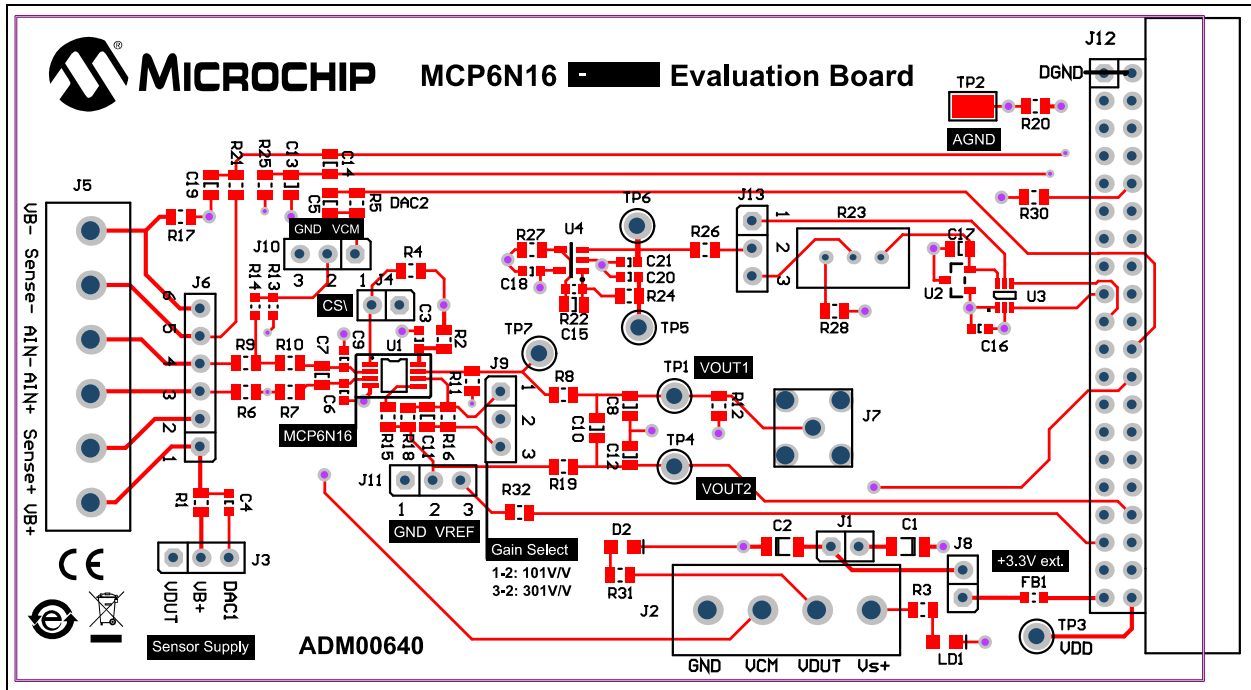 MICROCHIP ®
MCP6N16 - Evaluation Board
J12
DGND
TP2
R20
AGND
R21
R25
C13
C14
C19
J5
R17
C5
R5
DAC2
GND VCM
J10
3 2 1
R30
TP6
J13
1
2
3
R23
R27
U4
R26
C21
C20
C18
R24
R22
C15
TP5
C17
U2
U3
C16
R28
VB- Sense- AIN- AIN+ Sense+ VB+
J6
6
5
4
3
2
1
R14
R13
R4
J4
CS\
C3
R2
TP7
R9
R10
C7
C9
U1
R6
R7
C6
R11
J9
1
2
3
R8
TP1
VOUT1
R12
J7
MCP6N16
R15
R18
C11
R16
C10
C8
C12
TP4
R19
VOUT2
J11
1 2 3
GND VREF
R32
Gain Select
1-2: 101V/V
3-2: 301V/V
R1
C4
J3
VDUT
VB+
DAC1
Sensor Supply
CE
e
D2
R31
C2
J1
C1
J8
+3.3V ext.
FB1
J2
R3
LD1
TP3
VDD
GND VCM VDUT Vs+
ADM00640